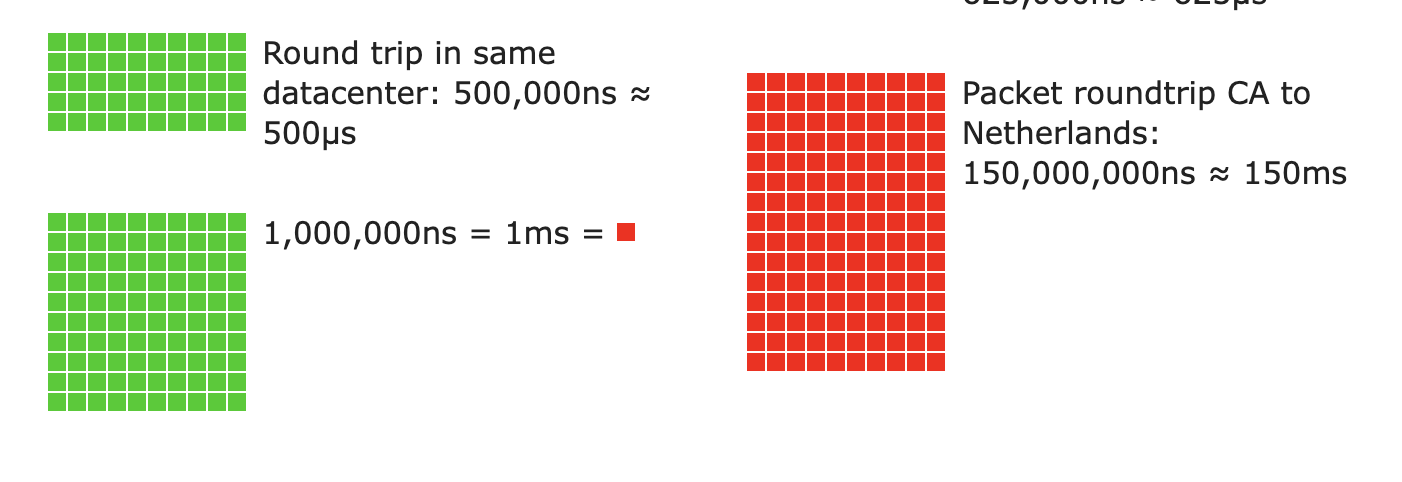 Round trip in same
datacenter: 500,000ns ≈
500μs
1,000,000ns = 1ms =
Packet roundtrip CA to
Netherlands:
150,000,000ns ≈ 150ms